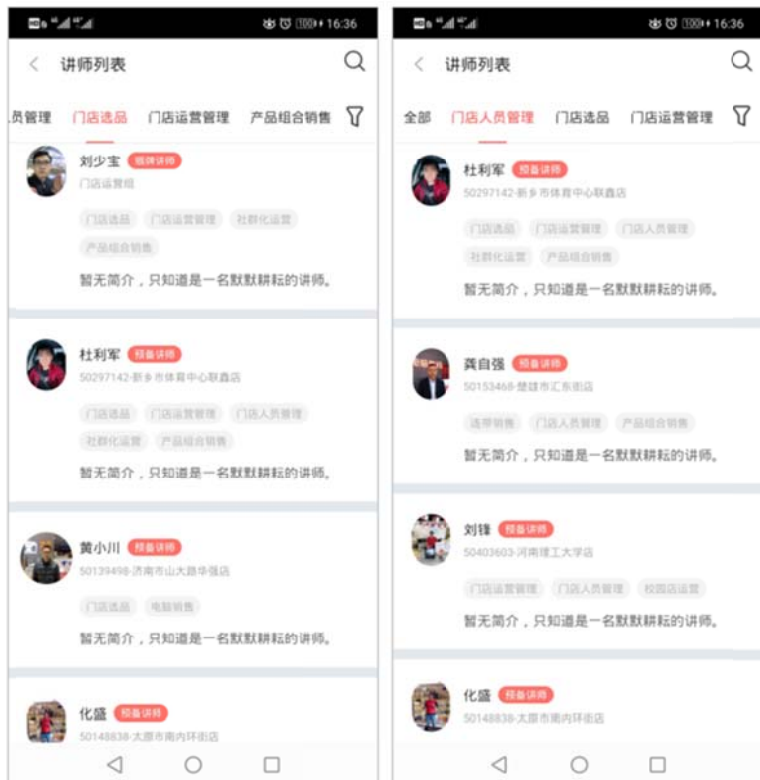 16:36
讲师列表
员管理 门店选品 门店运营管理 产品组合销售
刘少宝
门店运营组
门店选品 门店运营管理 社群化运营
产品组合销售
暂无简介，只知道是一名默默耕耘的讲师。
杜利军 预备讲师
50297142-新乡市体育中心联鑫店
门店选品 门店运营管理 门店人员管理
社群化运营 产品组合销售
暂无简介，只知道是一名默默耕耘的讲师。
黄小川 预备讲师
50139498-济南市山大路华强店
门店选品 电脑销售
暂无简介，只知道是一名默默耕耘的讲师。
化盛 预备讲师
50148838-太原市南内环街店
16:36
讲师列表
全部 门店人员管理 门店选品 门店运营管理
杜利军 预备讲师
50297142-新乡市体育中心联鑫店
门店选品 门店运营管理 门店人员管理
社群化运营 产品组合销售
暂无简介，只知道是一名默默耕耘的讲师。
龚自强 预备讲师
50153468-楚雄市汇东街店
连带销售 门店人员管理 产品组合销售
暂无简介，只知道是一名默默耕耘的讲师。
刘锋 预备讲师
50403603-河南理工大学店
门店运营管理 门店人员管理 校园店运营
暂无简介，只知道是一名默默耕耘的讲师。
化盛 预备讲师
50148838-太原市南内环街店